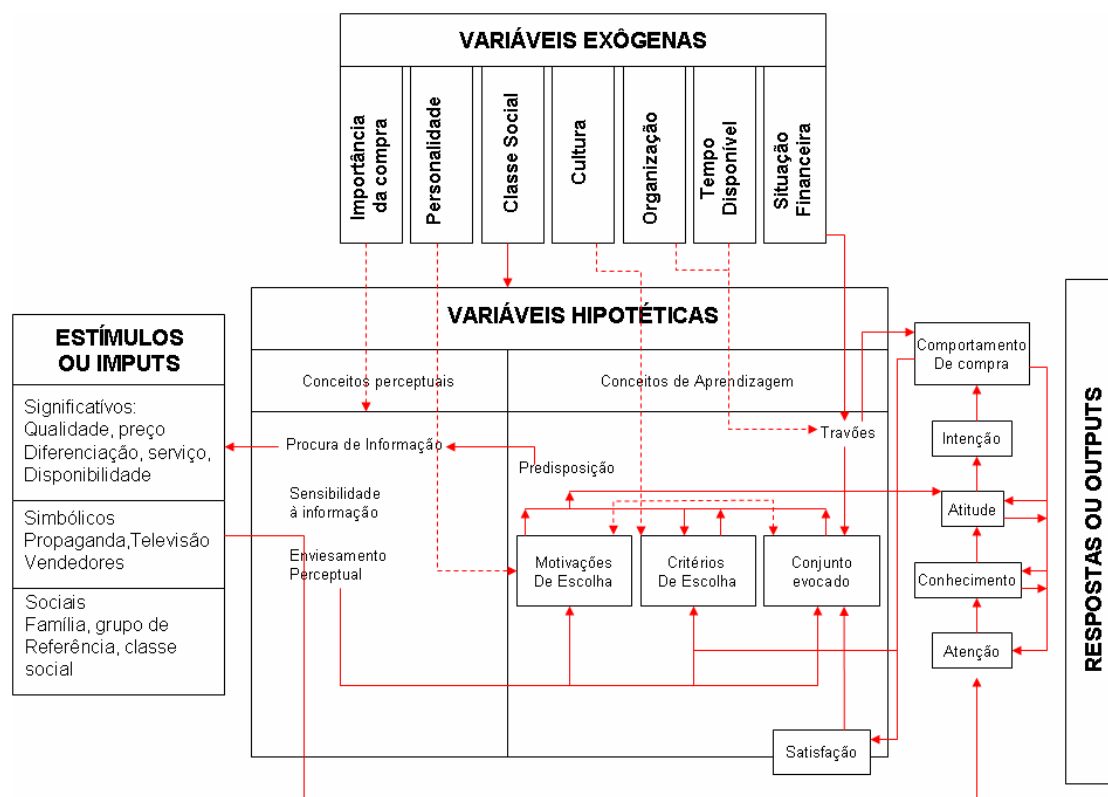 VARIÁVEIS EXÔGENAS
Importância
da compra
Personalidade
Classe Social
Cultura
Organização
Tempo
Disponível
Situação
Financeira
VARIÁVEIS HIPOTÉTICAS
Conceitos perceptuais
Conceitos de Aprendizagem
ESTÍMULOS
OU IMPUTS
Significatívos:
Qualidade, preço
Diferenciação, serviço,
Disponibilidade
Simbólicos
Propaganda,Televisão
Vendedores
Sociais
Família, grupo de
Referência, classe
social
Procura de Informação
Sensibilidade
à informação
Enviesamento
Perceptual
Predisposição
Travões
Motivações
De Escolha
Critérios
De Escolha
Conjunto
evocado
Satisfação
Comportamento
De compra
Intenção
Atitude
Conhecimento
Atenção
RESPOSTAS OU OUTPUTS